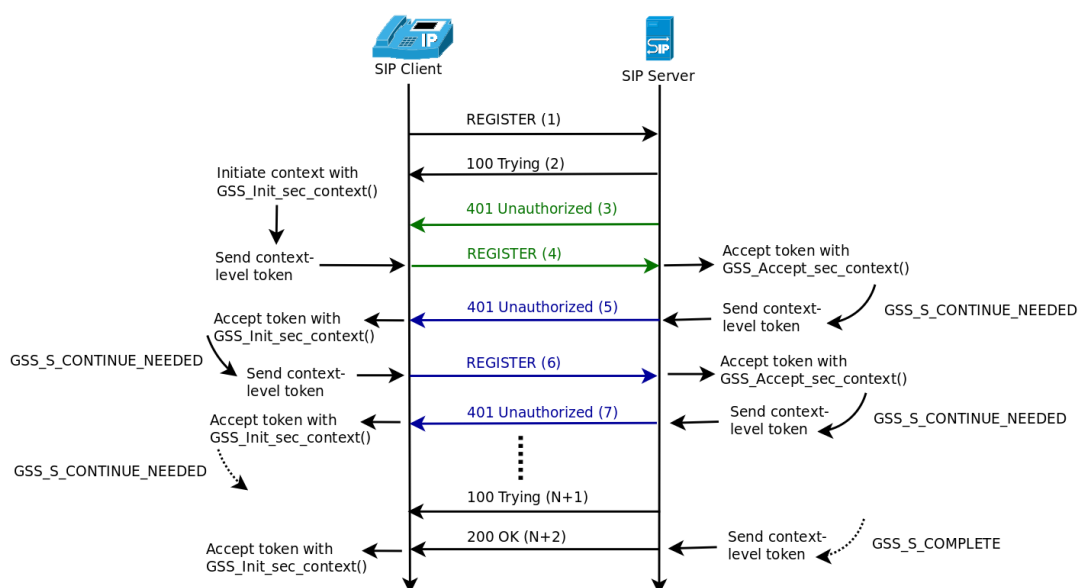 IP
SIP
SIP Client
SIP Server
REGISTER (1)
100 Trying (2)
Initiate context with
GSS_Init_sec_context()
401 Unauthorized (3)
Send context-
level token
REGISTER (4)
Accept token with
GSS_Accept_sec_context()
401 Unauthorized (5)
Send context-
level token
GSS_S_CONTINUE_NEEDED
Accept token with
GSS_Init_sec_context()
GSS_S_CONTINUE_NEEDED
Send context-
level token
REGISTER (6)
Accept token with
GSS_Accept_sec_context()
401 Unauthorized (7)
Send context-
level token
GSS_S_CONTINUE_NEEDED
Accept token with
GSS_Init_sec_context()
GSS_S_CONTINUE_NEEDED
100 Trying (N+1)
200 OK (N+2)
Send context-
level token
GSS_S_COMPLETE
Accept token with
GSS_Init_sec_context()